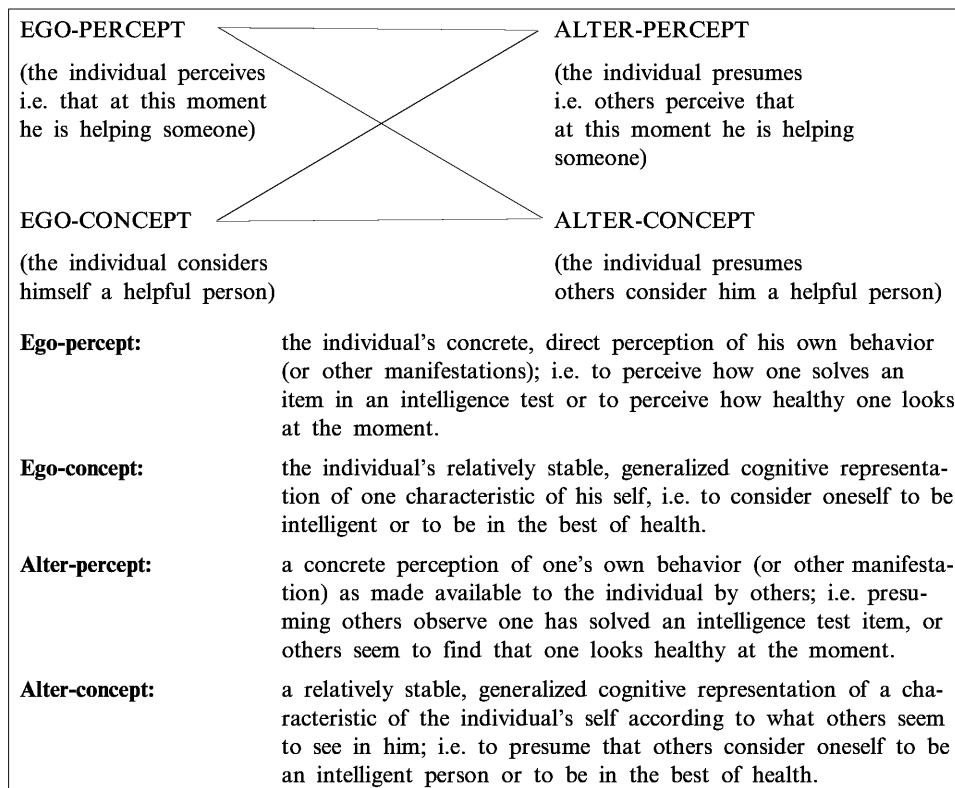 EGO-PERCEPT ALTER-PERCEPT
(the individual perceives (the individual presumes
i.e. that at this moment i.e. others perceive that
he is helping someone) at this moment he is helping
someone)
EGO-CONCEPT ALTER-CONCEPT
(the individual considers (the individual presumes
himself a helpful person) others consider him a helpful person)
Ego-percept: the individual's concrete, direct perception of his own behavior
(or other manifestations); i.e. to perceive how one solves an
item in an intelligence test or to perceive how healthy one looks
at the moment.
Ego-concept: the individual's relatively stable, generalized cognitive representa-
tion of one characteristic of his self, i.e. to consider oneself to be
intelligent or to be in the best of health.
Alter-percept: a concrete perception of one's own behavior (or other manifesta-
tion) as made available to the individual by others; i.e. presu-
ming others observe one has solved an intelligence test item, or
others seem to find that one looks healthy at the moment.
Alter-concept: a relatively stable, generalized cognitive representation of a cha-
racteristic of the individual's self according to what others seem
to see in him; i.e. to presume that others consider oneself to be
an intelligent person or to be in the best of health.